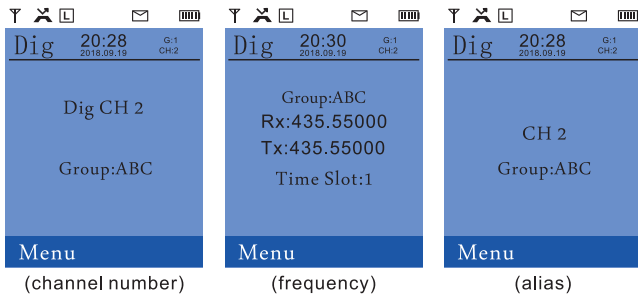 L
Dig 20:28 G:1
2018.09.19 CH:2
Dig CH 2
Group:ABC
Menu
(channel number)
L
Dig 20:30 G:1
2018.09.19 CH:2
Group:ABC
Rx:435.55000
Tx:435.55000
Time Slot:1
Menu
(frequency)
L
Dig 20:28 G:1
2018.09.19 CH:2
CH 2
Group:ABC
Menu
(alias)